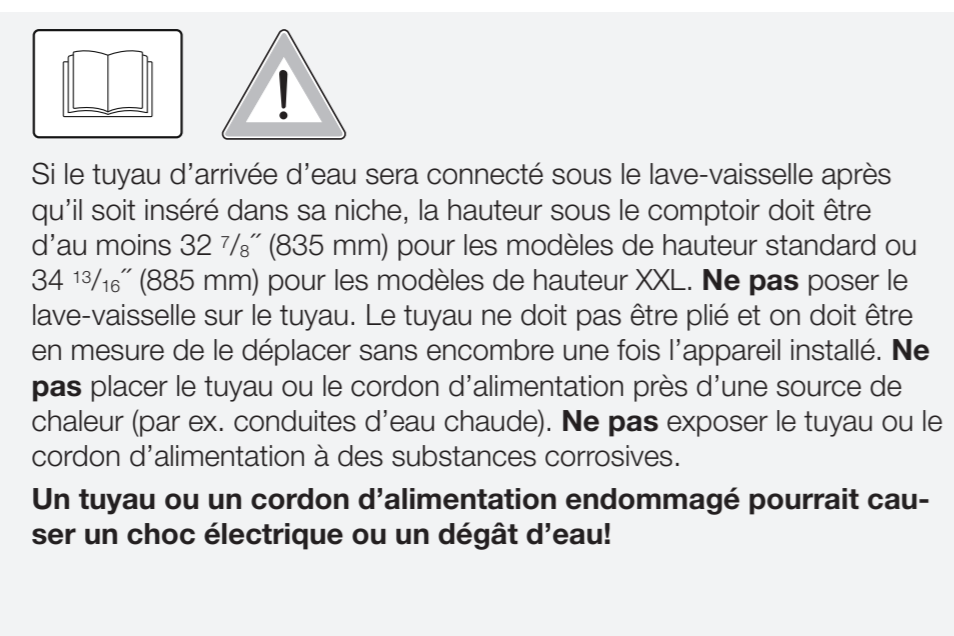 Si le tuyau d’arrivée d’eau sera connecté sous le lave-vaisselle après
qu’il soit inséré dans sa niche, la hauteur sous le comptoir doit être
d’au moins 32 7/8˝ (835 mm) pour les modèles de hauteur standard ou
34 13/16˝ (885 mm) pour les modèles de hauteur XXL. Ne pas poser le
lave-vaisselle sur le tuyau. Le tuyau ne doit pas être plié et on doit être
en mesure de le déplacer sans encombre une fois l’appareil installé. Ne
pas placer le tuyau ou le cordon d’alimentation près d’une source de
chaleur (par ex. conduites d’eau chaude). Ne pas exposer le tuyau ou le
cordon d’alimentation à des substances corrosives.
Un tuyau ou un cordon d’alimentation endommagé pourrait cau-
ser un choc électrique ou un dégât d’eau!